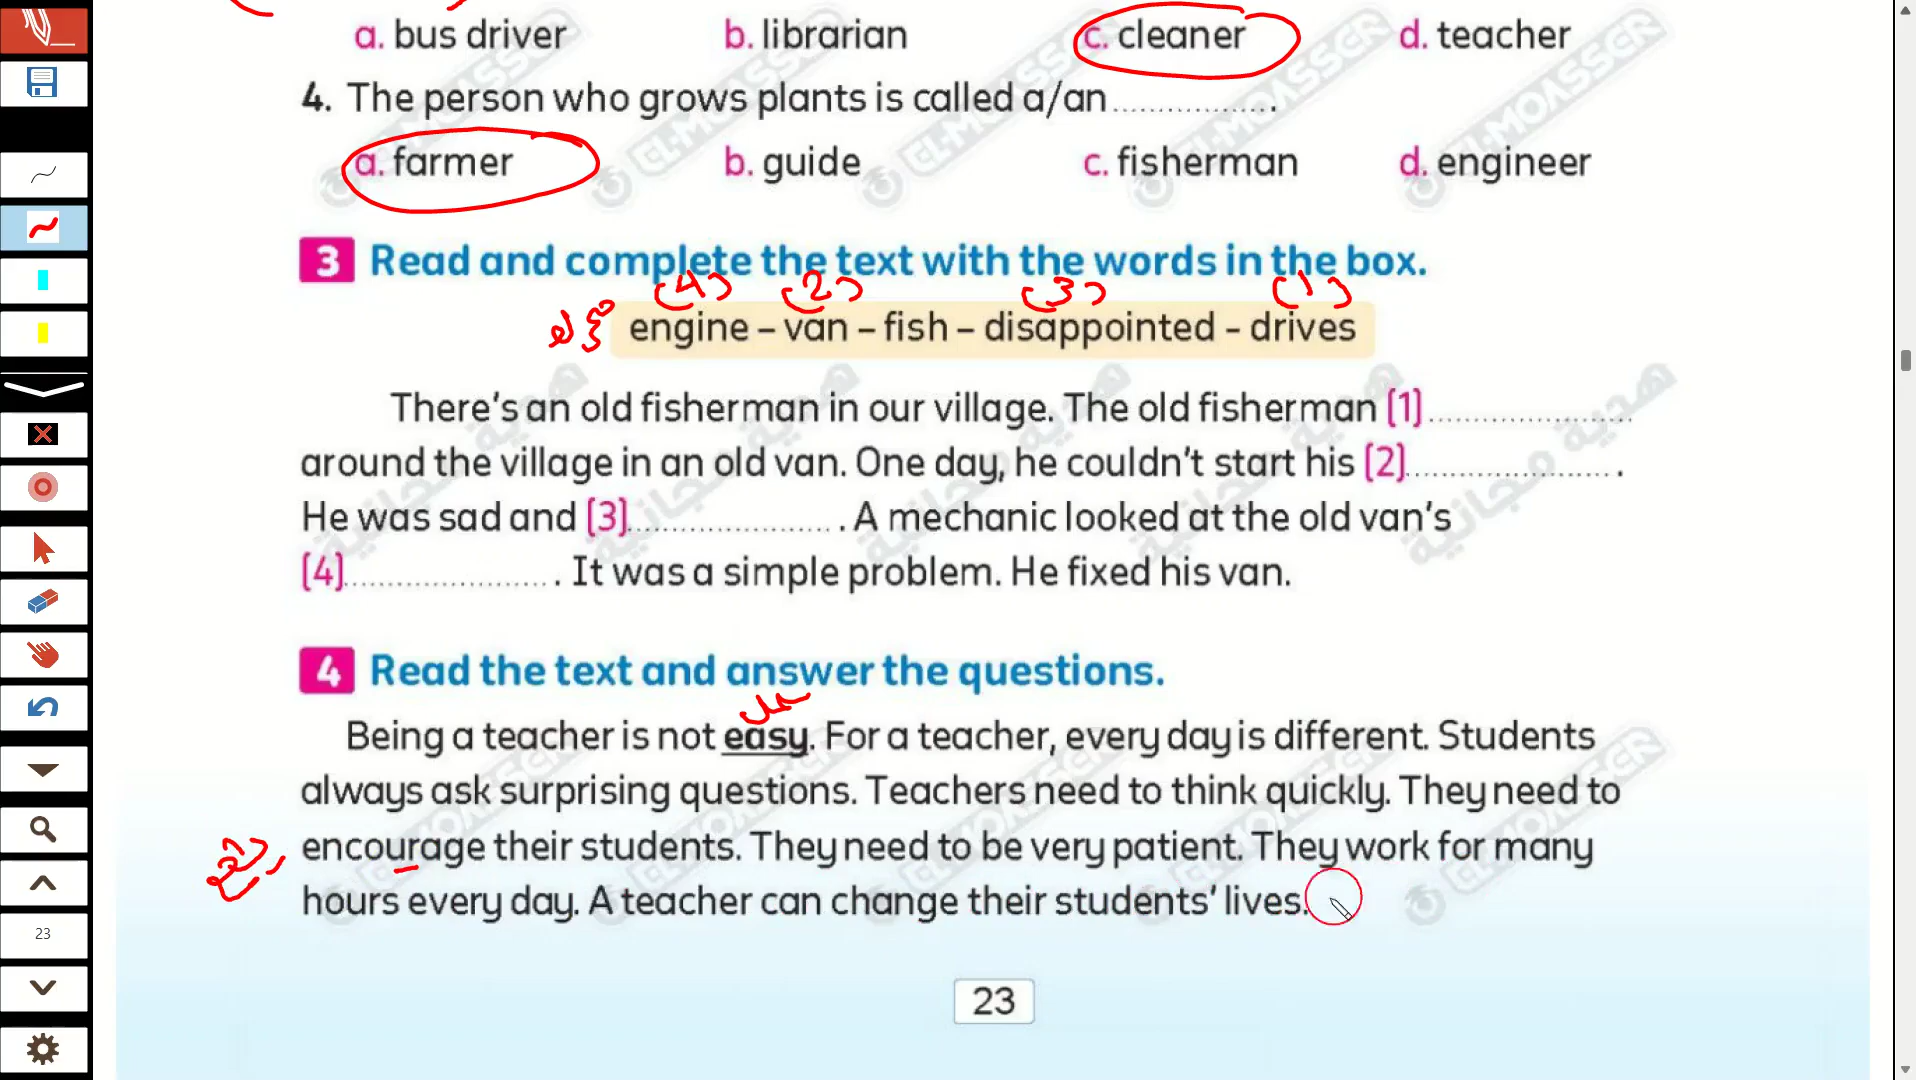 a. bus driver b. librarian c. cleaner d. teacher
4. The person who grows plants is called a/an ................ .
a. farmer b. guide c. fisherman d. engineer
3 Read and complete the text with the words in the box.
(4) (2) (3) (1)
engine – van – fish – disappointed - drives
There's an old fisherman in our village. The old fisherman (1) ......................
around the village in an old van. One day, he couldn't start his (2) ...................... .
He was sad and (3) ...................... . A mechanic looked at the old van's
(4) ...................... . It was a simple problem. He fixed his van.
4 Read the text and answer the questions.
سهل
Being a teacher is not easy. For a teacher, every day is different. Students
always ask surprising questions. Teachers need to think quickly. They need to
encourage their students. They need to be very patient. They work for many
hours every day. A teacher can change their students' lives.
23
23
EL-MOASSER
هدية مجانية